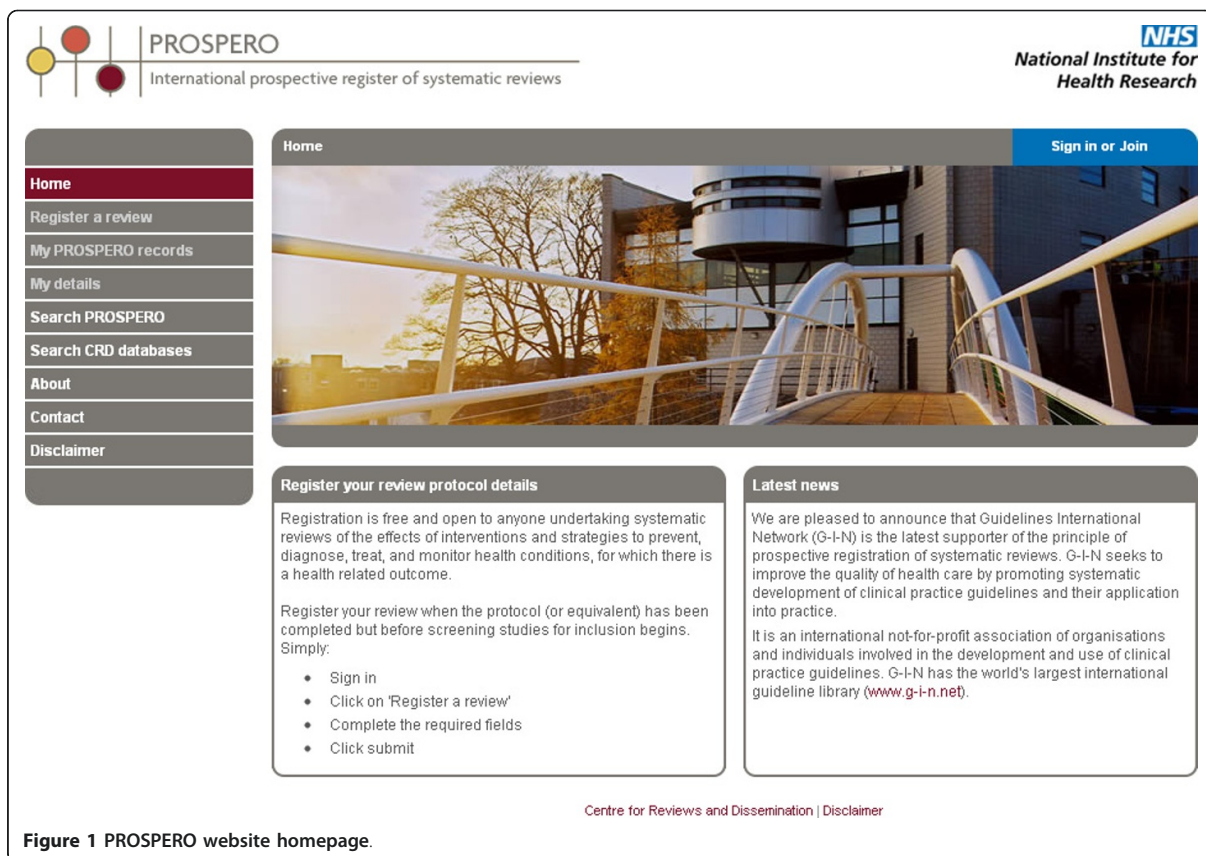 PROSPERO
International prospective register of systematic reviews
NHS
National Institute for
Health Research
Home
Register a review
My PROSPERO records
My details
Search PROSPERO
Search CRD databases
About
Contact
Disclaimer
Home
Sign in or Join
Register your review protocol details
Registration is free and open to anyone undertaking systematic
reviews of the effects of interventions and strategies to prevent,
diagnose, treat, and monitor health conditions, for which there is
a health related outcome.
Register your review when the protocol (or equivalent) has been
completed but before screening studies for inclusion begins.
Simply:
• Sign in
• Click on 'Register a review'
• Complete the required fields
• Click submit
Latest news
We are pleased to announce that Guidelines International
Network (G-I-N) is the latest supporter of the principle of
prospective registration of systematic reviews. G-I-N seeks to
improve the quality of health care by promoting systematic
development of clinical practice guidelines and their application
into practice.
It is an international not-for-profit association of organisations
and individuals involved in the development and use of clinical
practice guidelines. G-I-N has the world's largest international
guideline library (www.g-i-n.net).
Centre for Reviews and Dissemination | Disclaimer
Figure 1 PROSPERO website homepage.